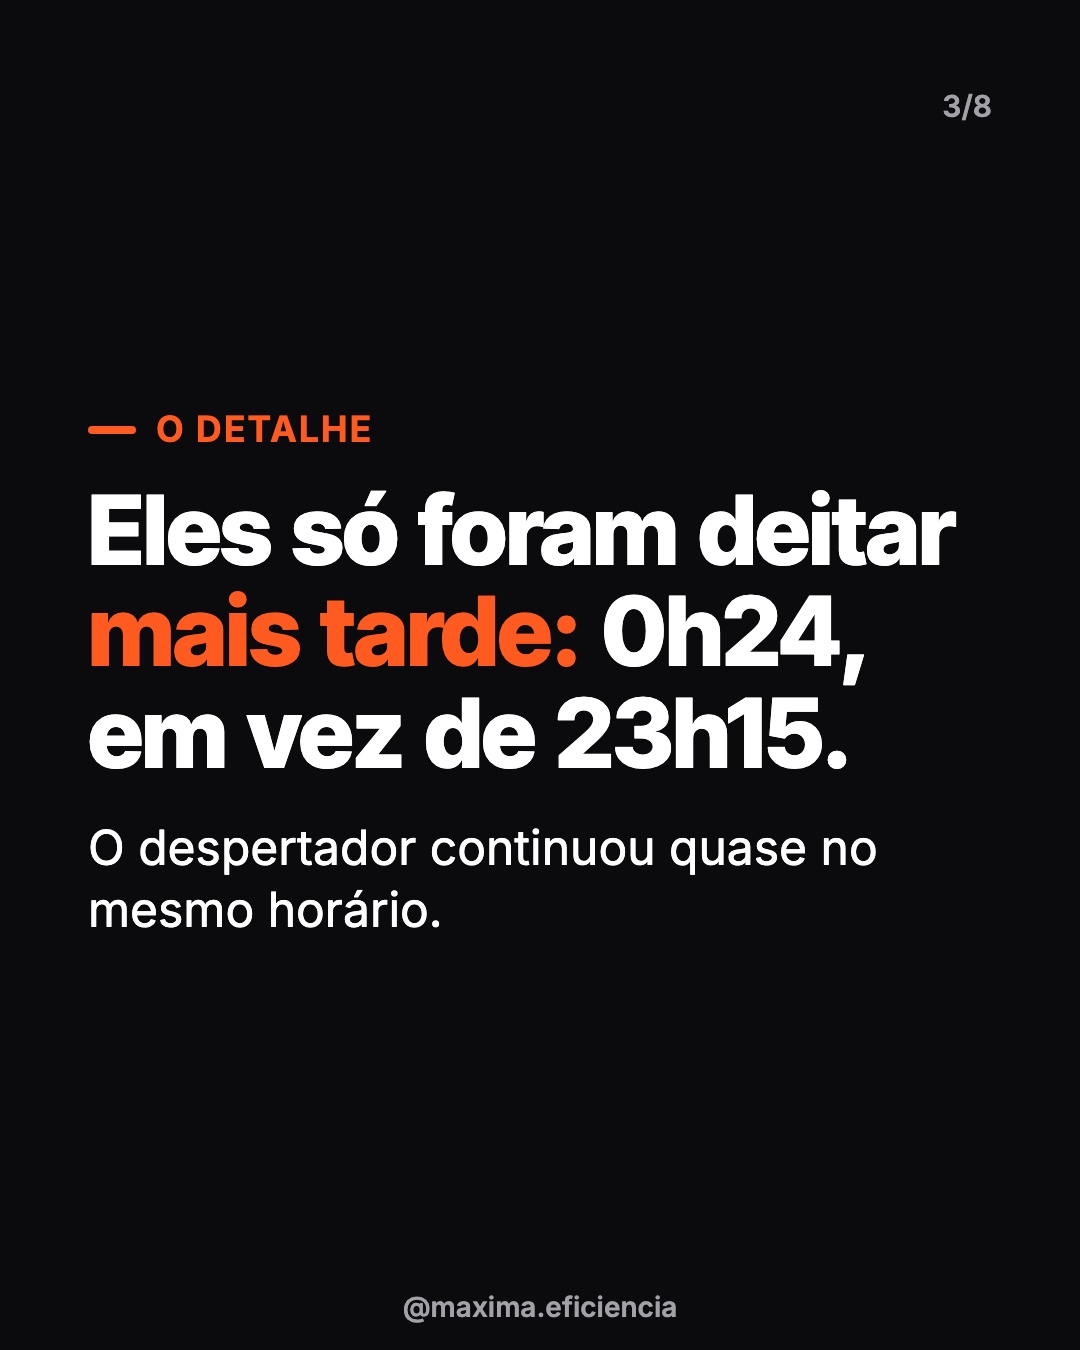 3/8
O DETALHE
Eles só foram deitar
mais tarde: 0h24,
em vez de 23h15.
O despertador continuou quase no
mesmo horário.
@maxima.eficiencia